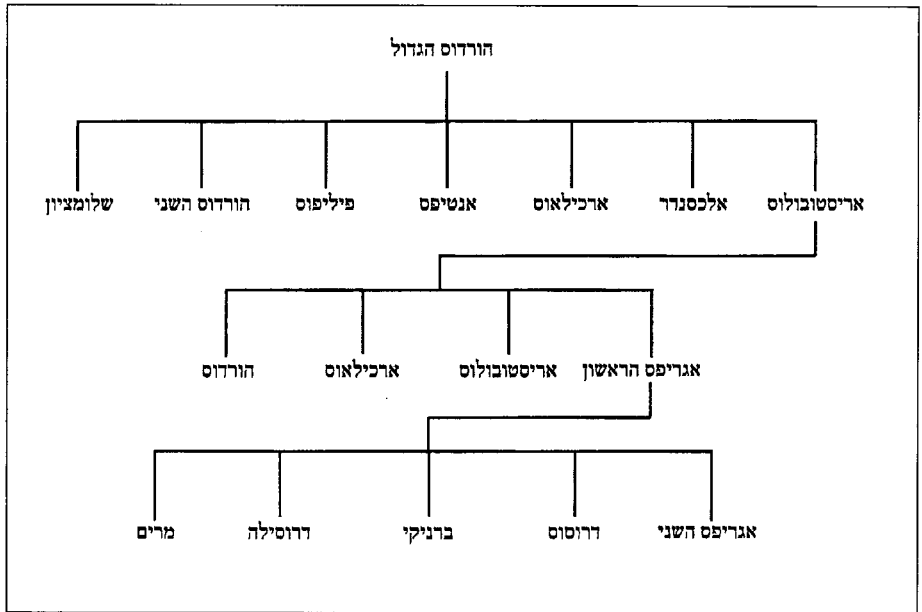 הורדוס הגדול
אריסטובולוס אלכסנדר ארכילאוס אנטיפס פיליפוס הורדוס השני שלומציון
אגריפס הראשון אריסטובולוס ארכילאוס הורדוס
אגריפס השני דרוסוס ברניקי דרוסילה מרים